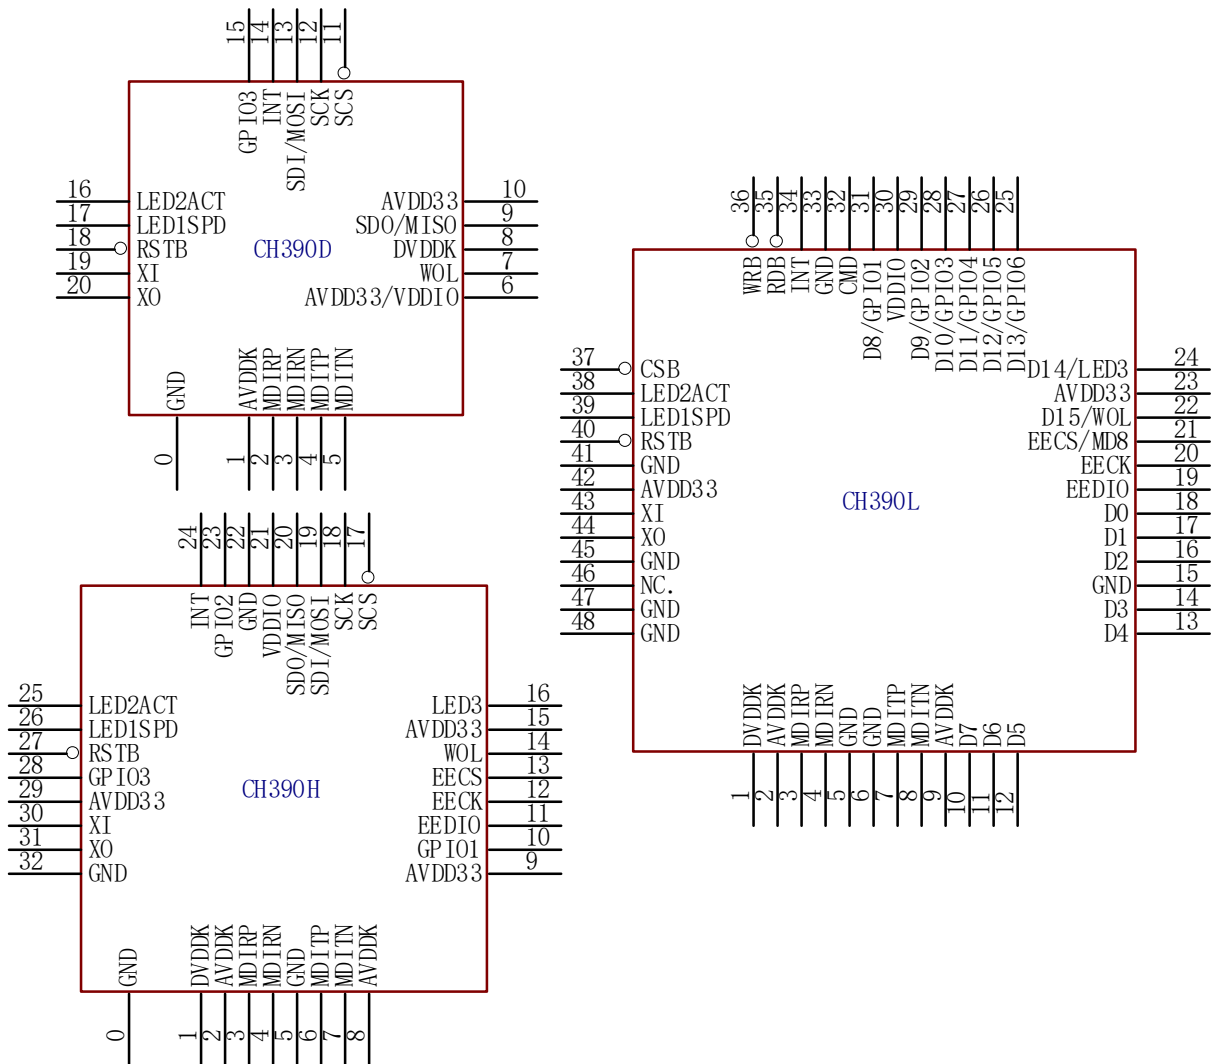 15 14 13 12 11
GPIO3 INT SDI/MOSI SCK SCS
16 LED2ACT
17 LED1SPD
18 RSTB
19 XI
20 XO
CH390D
AVDD33 10
SDO/MISO 9
DVDDK 8
WOL 7
AVDD33/VDDIO 6
GND AVDDK MDIRP MDIRN MDITP MDITN
0 1 2 3 4 5
24 23 22 21 20 19 18 17
INT GPIO2 GND VDDIO SDO/MISO SDI/MOSI SCK SCS
25 LED2ACT
26 LED1SPD
27 RSTB
28 GPIO3
29 AVDD33
30 XI
31 XO
32 GND
CH390H
LED3 16
AVDD33 15
WOL 14
EECS 13
EECK 12
EEDIO 11
GPIO1 10
AVDD33 9
GND DVDDK AVDDK MDIRP MDIRN GND MDITP MDITN AVDDK
0 1 2 3 4 5 6 7 8
36 35 34 33 32 31 30 29 28 27 26 25
WRB RDB INT GND CMD D8/GPIO1 VDDIO D9/GPIO2 D10/GPIO3 D11/GPIO4 D12/GPIO5 D13/GPIO6
37 CSB
38 LED2ACT
39 LED1SPD
40 RSTB
41 GND
42 AVDD33
43 XI
44 XO
45 GND
46 NC.
47 GND
48 GND
CH390L
D14/LED3 24
AVDD33 23
D15/WOL 22
EECS/MD8 21
EECK 20
EEDIO 19
D0 18
D1 17
D2 16
GND 15
D3 14
D4 13
DVDDK AVDDK MDIRP MDIRN GND GND MDITP MDITN AVDDK D7 D6 D5
1 2 3 4 5 6 7 8 9 10 11 12